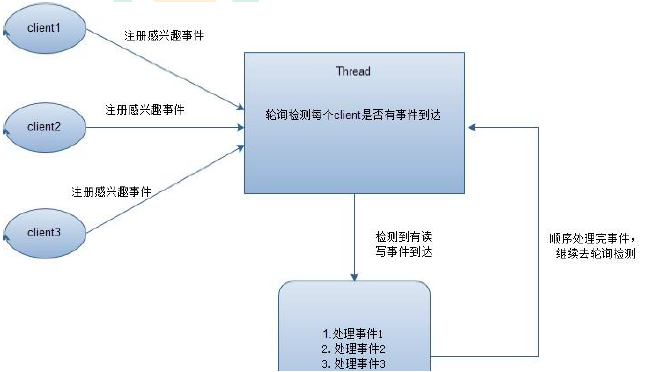 client1
注册感兴趣事件
Thread
轮询检测每个client是否有事件到达
client2
注册感兴趣事件
注册感兴趣事件
client3
检测到有读
写事件到达
顺序处理完事件，
继续去轮询检测
1.处理事件1
2. 处理事件2
3. 处理事件3